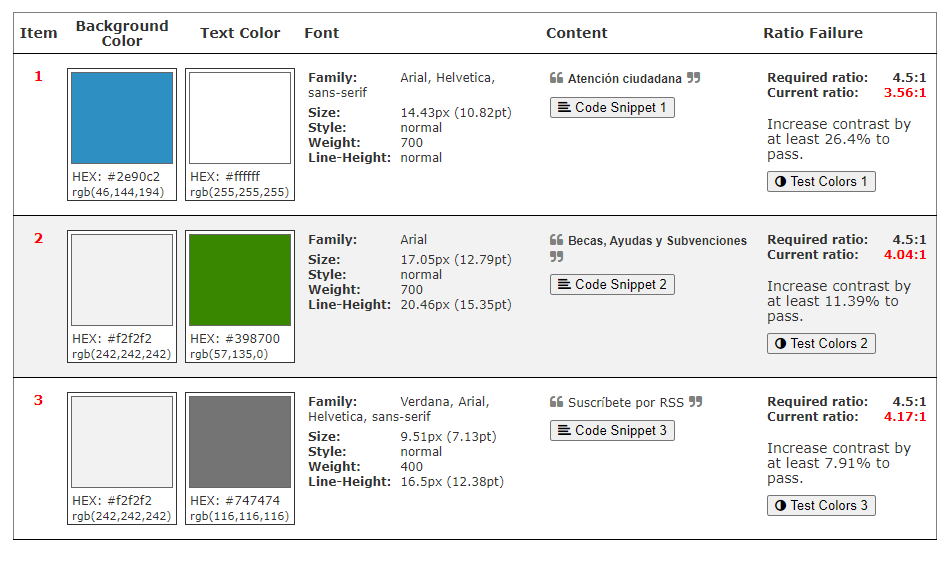 Item Background Color Text Color Font Content Ratio Failure
1
HEX: #2e90c2
rgb(46,144,194)
HEX: #ffffff
rgb(255,255,255)
Family: Arial, Helvetica,
sans-serif
Size: 14.43px (10.82pt)
Style: normal
Weight: 700
Line-Height: normal
❝ Atención ciudadana ❞
Code Snippet 1
Required ratio: 4.5:1
Current ratio: 3.56:1
Increase contrast by
at least 26.4% to
pass.
Test Colors 1
2
HEX: #f2f2f2
rgb(242,242,242)
HEX: #398700
rgb(57,135,0)
Family: Arial
Size: 17.05px (12.79pt)
Style: normal
Weight: 700
Line-Height: 20.46px (15.35pt)
❝ Becas, Ayudas y Subvenciones
❞
Code Snippet 2
Required ratio: 4.5:1
Current ratio: 4.04:1
Increase contrast by
at least 11.39% to
pass.
Test Colors 2
3
HEX: #f2f2f2
rgb(242,242,242)
HEX: #747474
rgb(116,116,116)
Family: Verdana, Arial,
Helvetica, sans-serif
Size: 9.51px (7.13pt)
Style: normal
Weight: 400
Line-Height: 16.5px (12.38pt)
❝ Suscríbete por RSS ❞
Code Snippet 3
Required ratio: 4.5:1
Current ratio: 4.17:1
Increase contrast by
at least 7.91% to
pass.
Test Colors 3